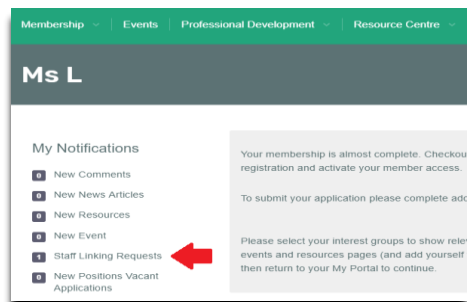 Membership Events Professional Development Resource Centre
Ms L
My Notifications
0 New Comments
0 New News Articles
0 New Resources
0 New Event
1 Staff Linking Requests
0 New Positions Vacant
Applications
Your membership is almost complete. Checkou
registration and activate your member access.
To submit your application please complete add
Please select your interest groups to show rele
events and resources pages (and add yourself
then return to your My Portal to continue.